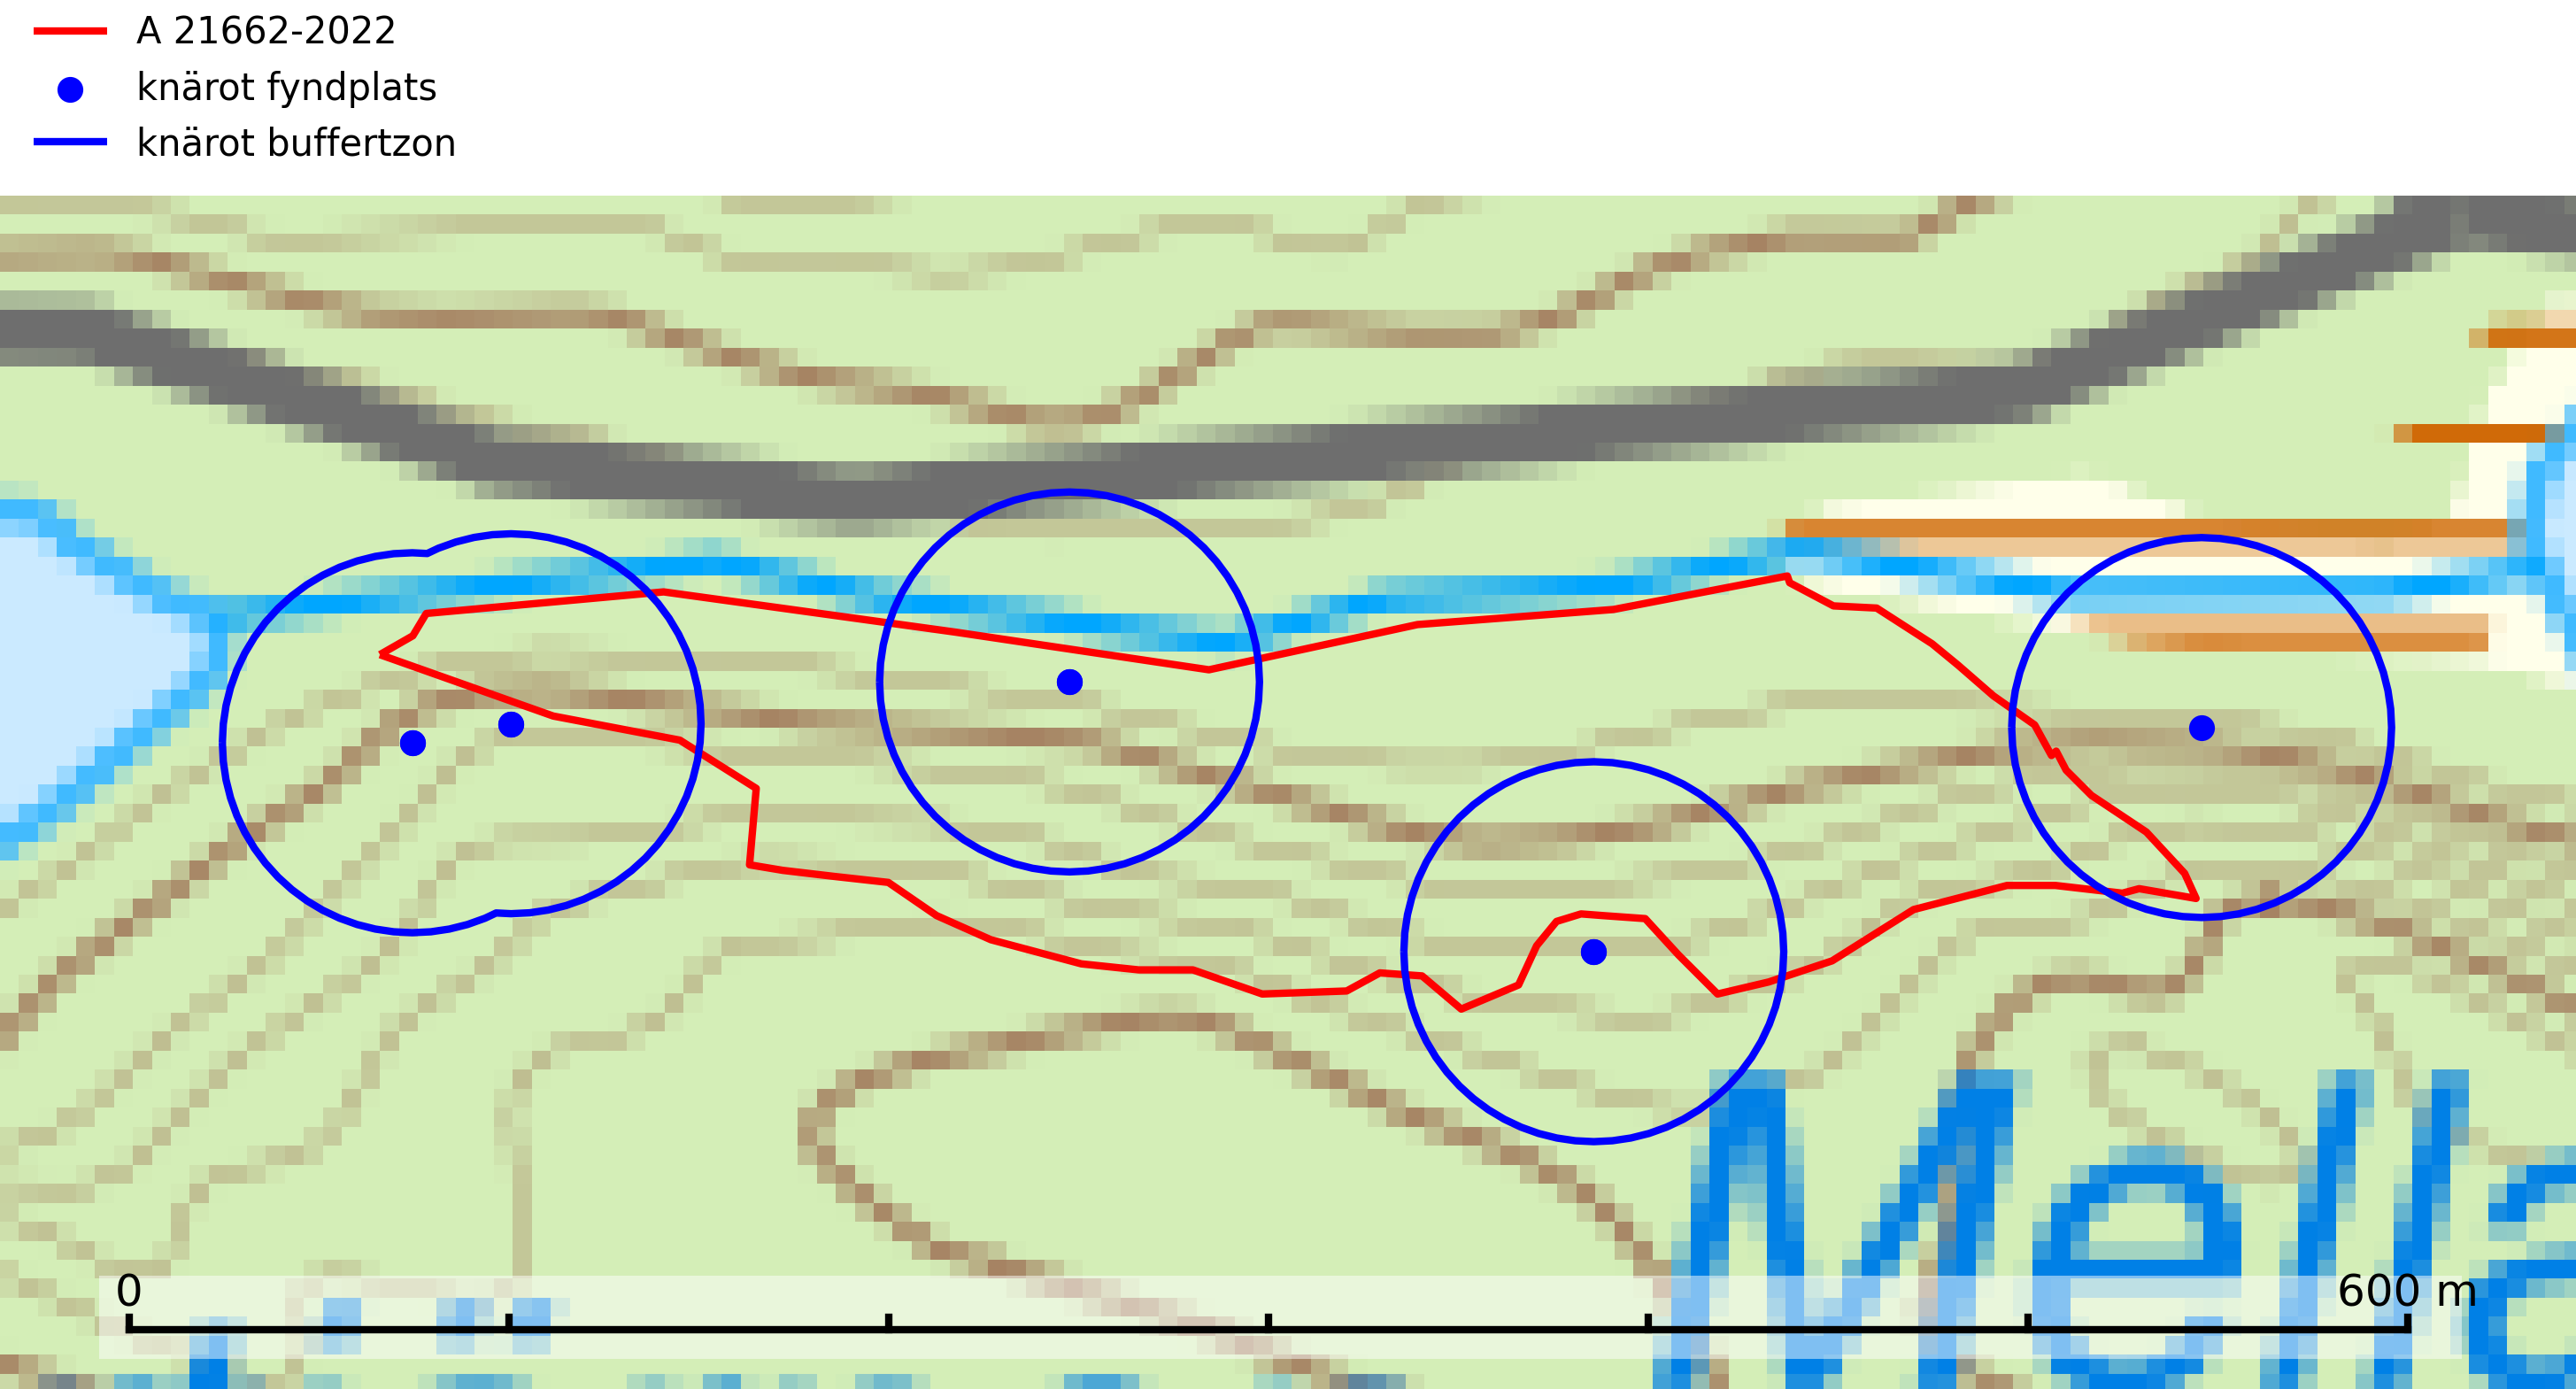 A 21662-2022
knärot fyndplats
knärot buffertzon
0
600 m